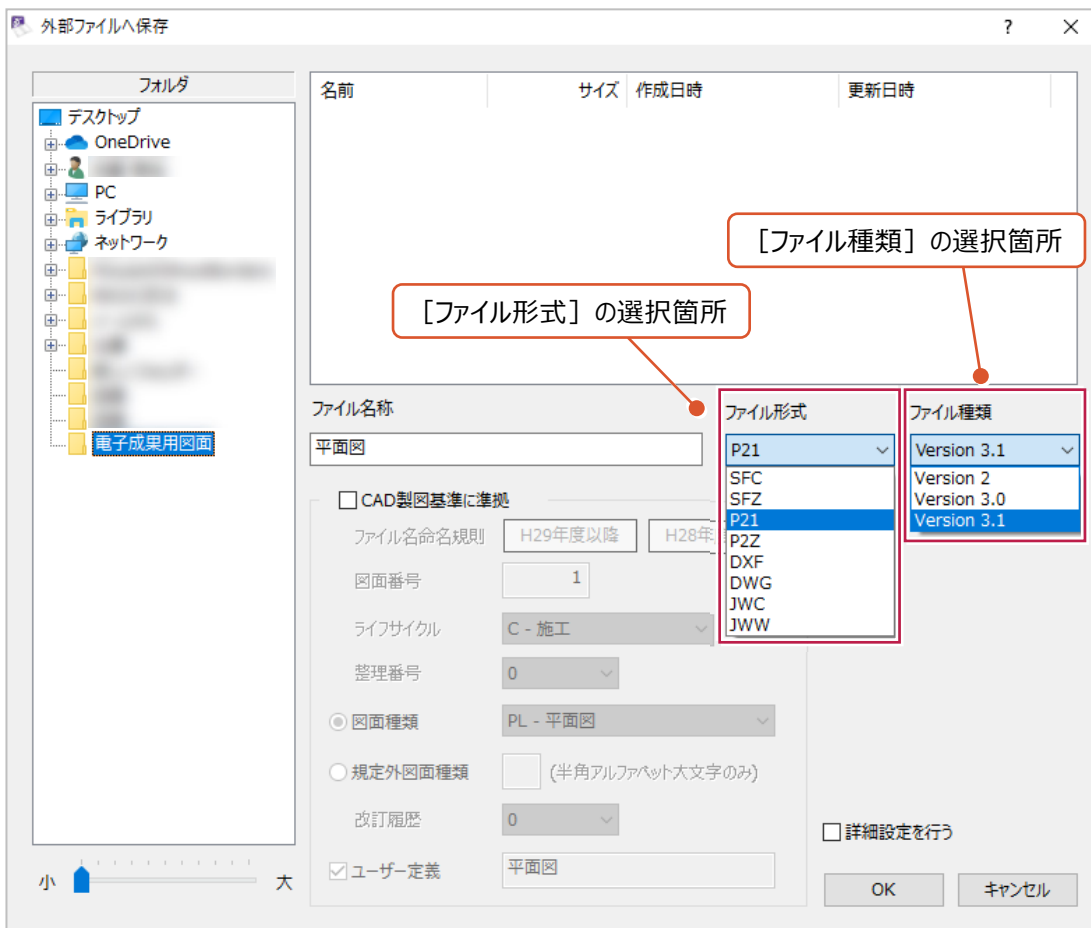 外部ファイルへ保存
?
フォルダ
名前 サイズ 作成日時 更新日時
デスクトップ
OneDrive
PC
ライブラリ
ネットワーク
電子成果用図面
小 大
[ファイル種類] の選択箇所
[ファイル形式] の選択箇所
ファイル名称 ファイル形式 ファイル種類
平面図 P21 Version 3.1
SFC
SFZ
P21
P2Z
DXF
DWG
JWC
JWW
Version 2
Version 3.0
Version 3.1
CAD製図基準に準拠
ファイル名命名規則 H29年度以降 H28年
図面番号 1
ライフサイクル C - 施工
整理番号 0
図面種類 PL - 平面図
規定外図面種類 (半角アルファベット大文字のみ)
改訂履歴 0
ユーザー定義 平面図
詳細設定を行う
OK キャンセル